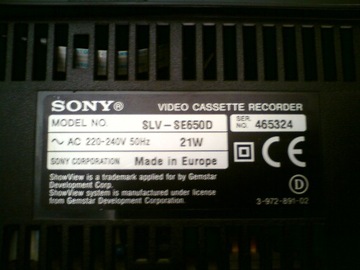 SONY® VIDEO CASSETTE RECORDER
MODEL NO. SLV-SE650D SER. NO. 465324
~ AC 220-240V 50Hz 21W
SONY CORPORATION Made in Europe CE
ShowView is a trademark applied for by Gemstar
Development Corp.
ShowView system is manufactured under license
from Gemstar Development Corp.
D
3-972-891-02